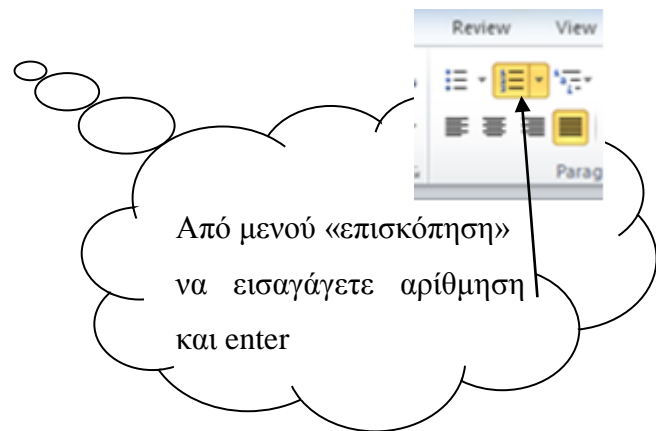 Review View
Parag
Από μενού «επισκόπηση»
να εισαγάγετε αρίθμηση
και enter